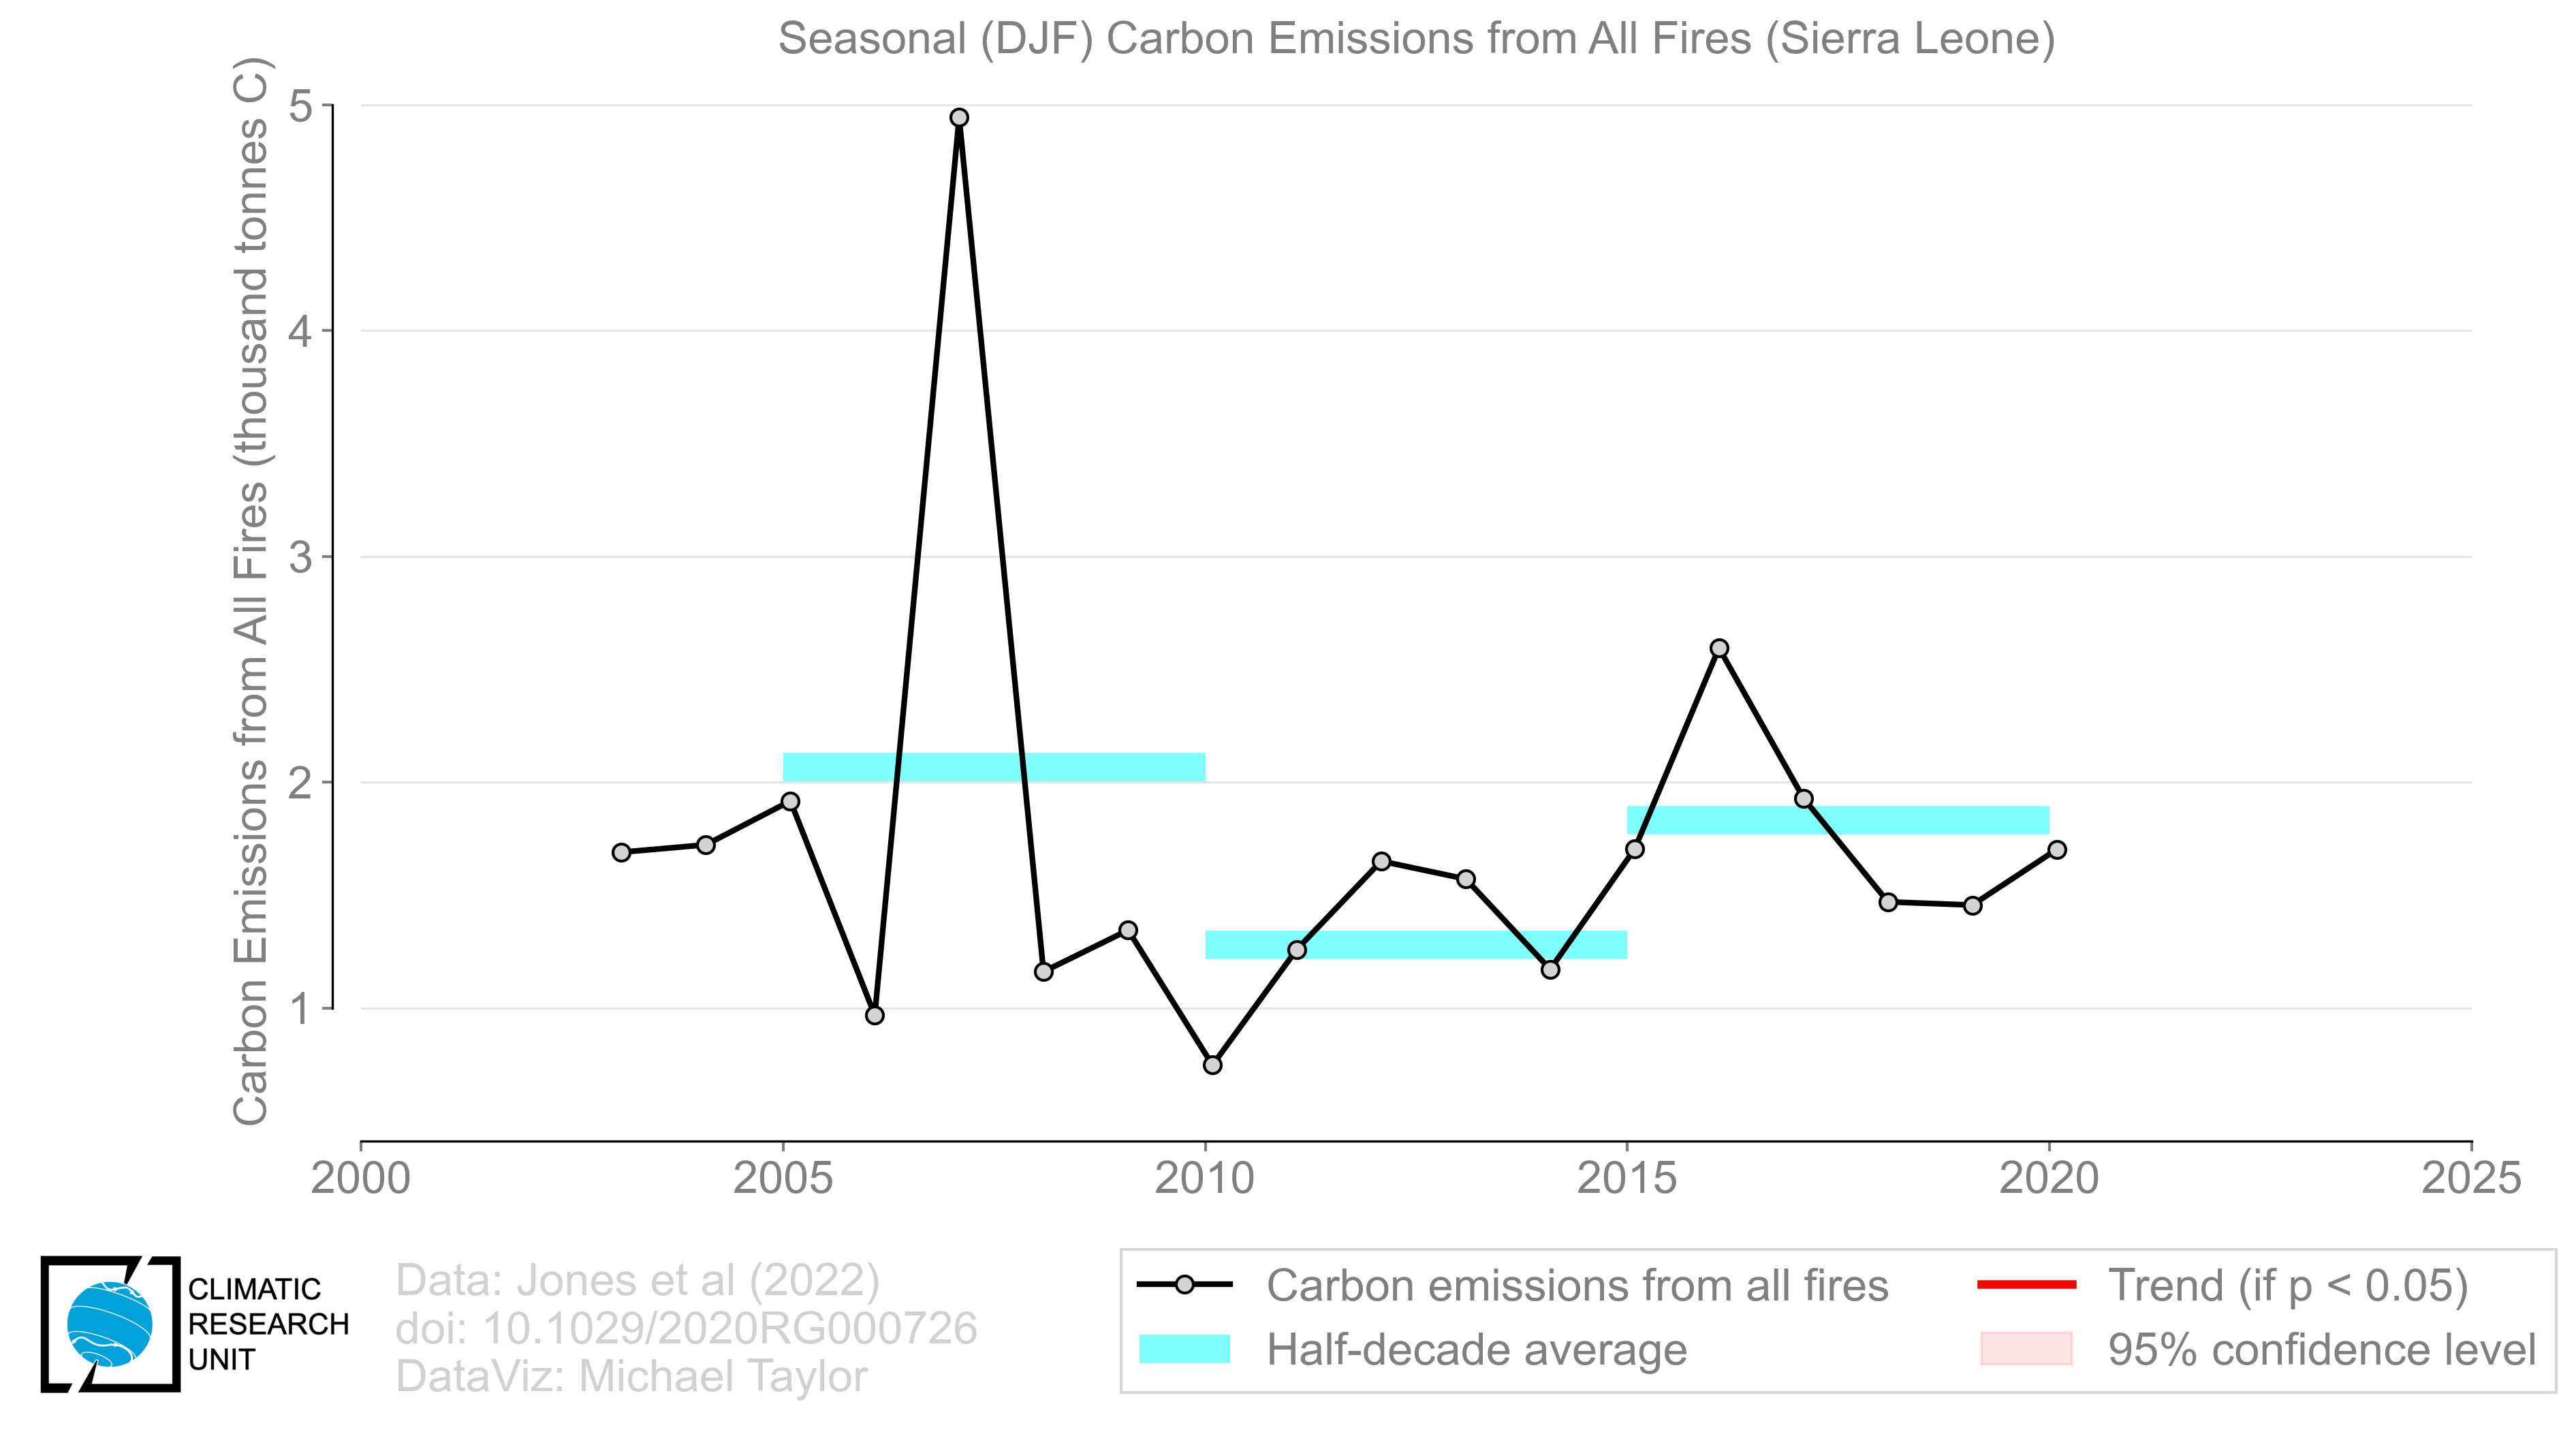 Seasonal (DJF) Carbon Emissions from All Fires (Sierra Leone)
Carbon Emissions from All Fires (thousand tonnes C)
5
4
3
2
1
2000 2005 2010 2015 2020 2025
CLIMATIC
RESEARCH
UNIT
Data: Jones et al (2022)
doi: 10.1029/2020RG000726
DataViz: Michael Taylor
Carbon emissions from all fires
Half-decade average
Trend (if p < 0.05)
95% confidence level